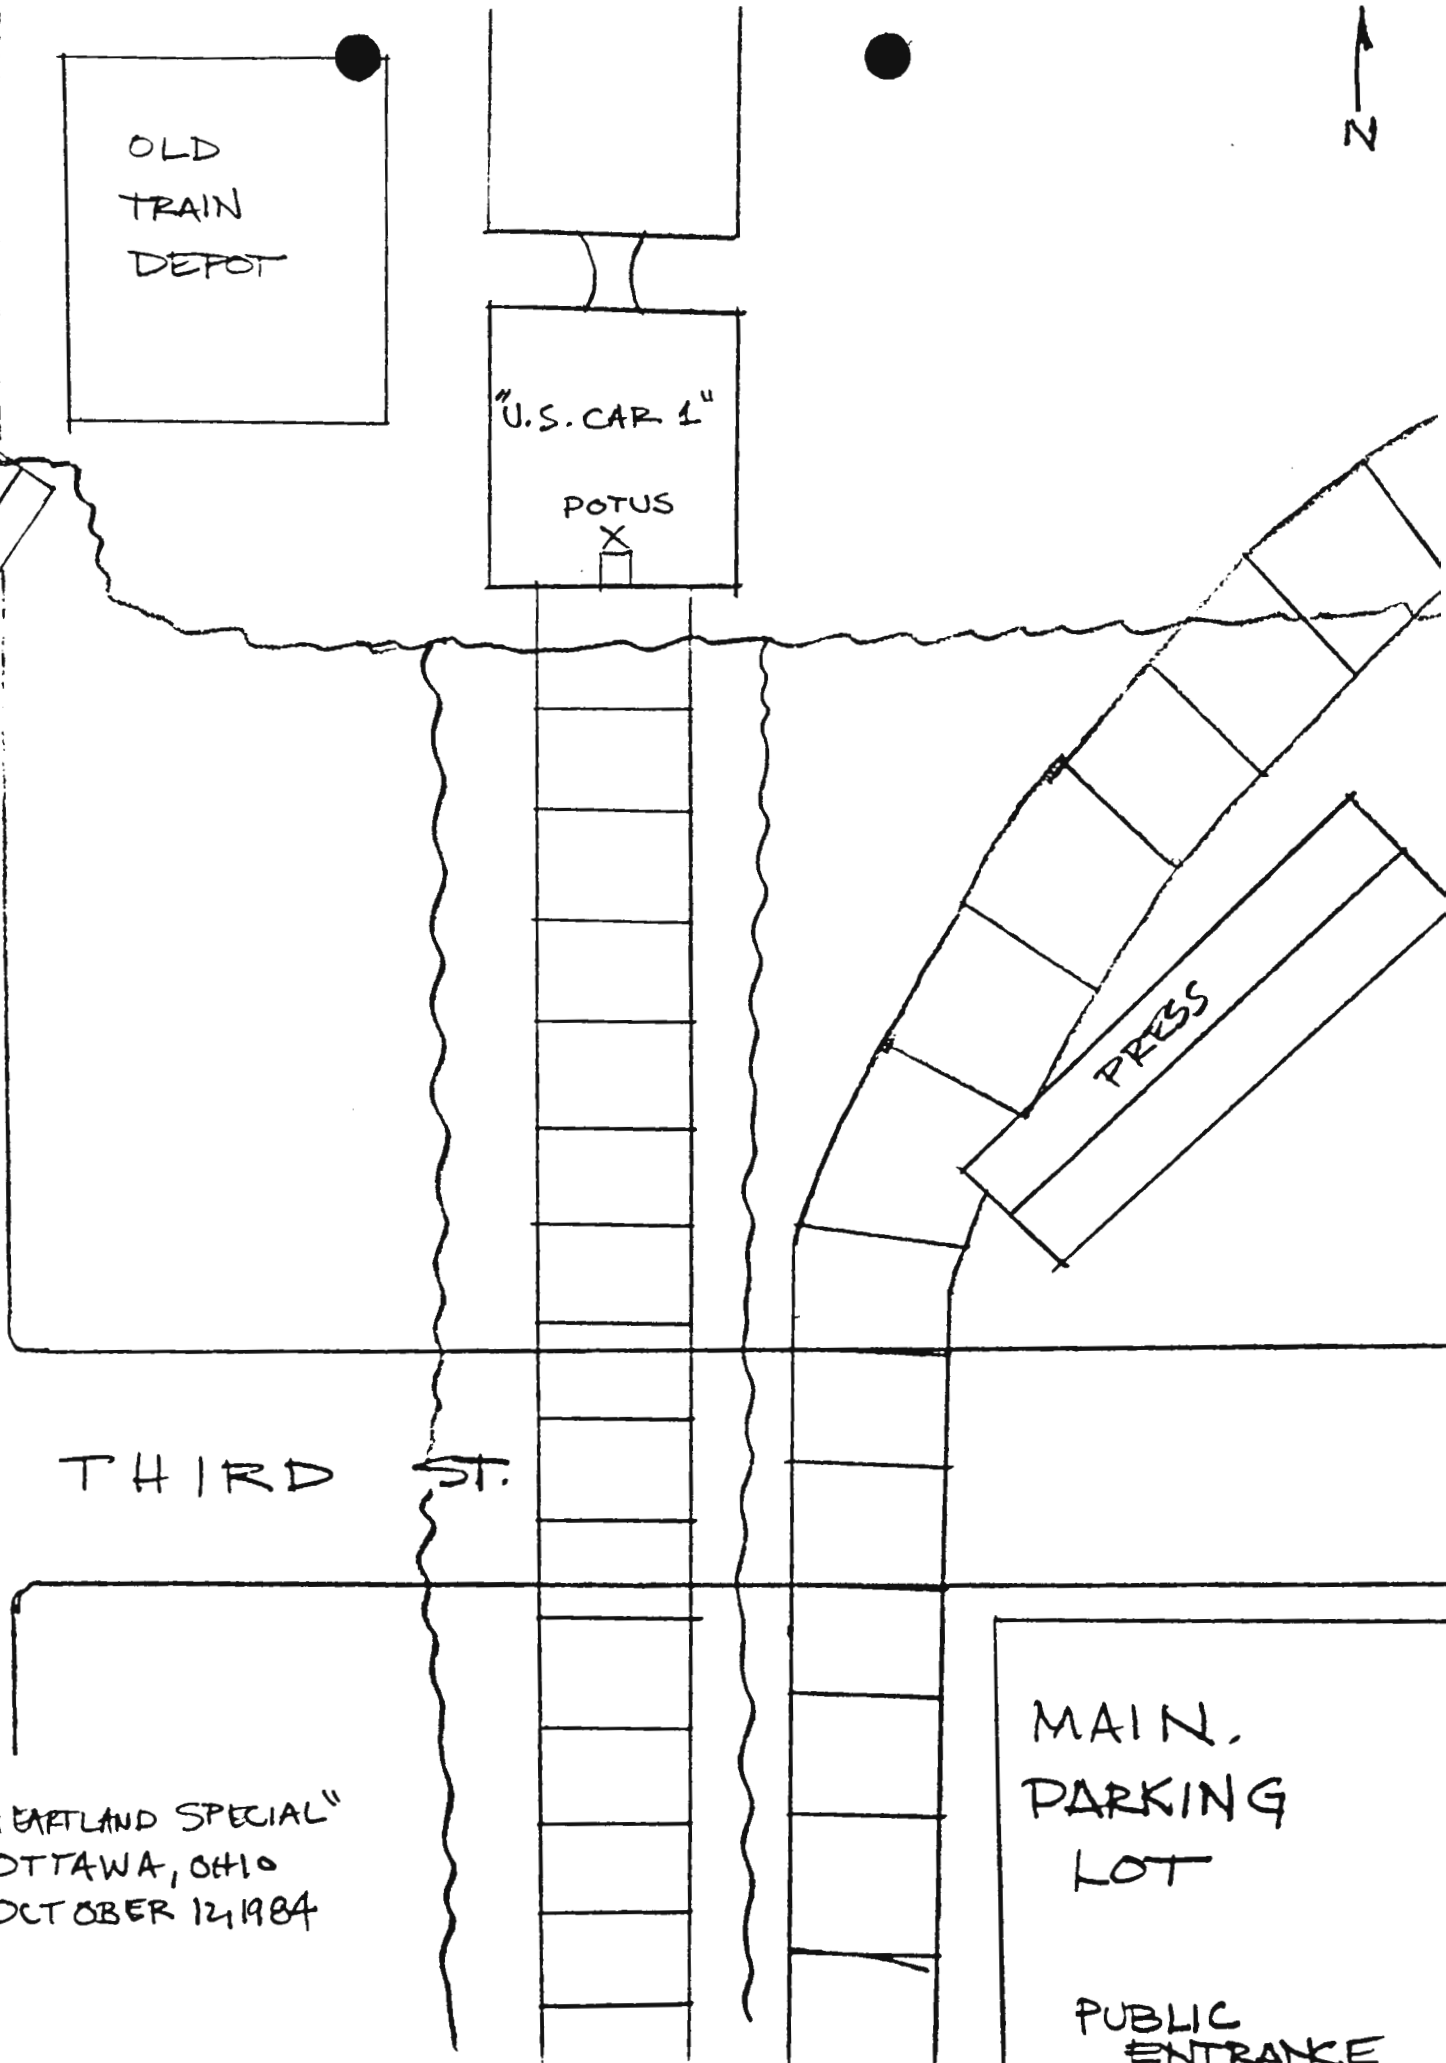 N
OLD
TRAIN
DEPOT
"U.S. CAR 1"
POTUS
X
PRESS
THIRD ST.
MAIN.
PARKING
LOT
EARTLAND SPECIAL"
OTTAWA, OHIO
OCTOBER 12, 1984
PUBLIC
ENTRANCE